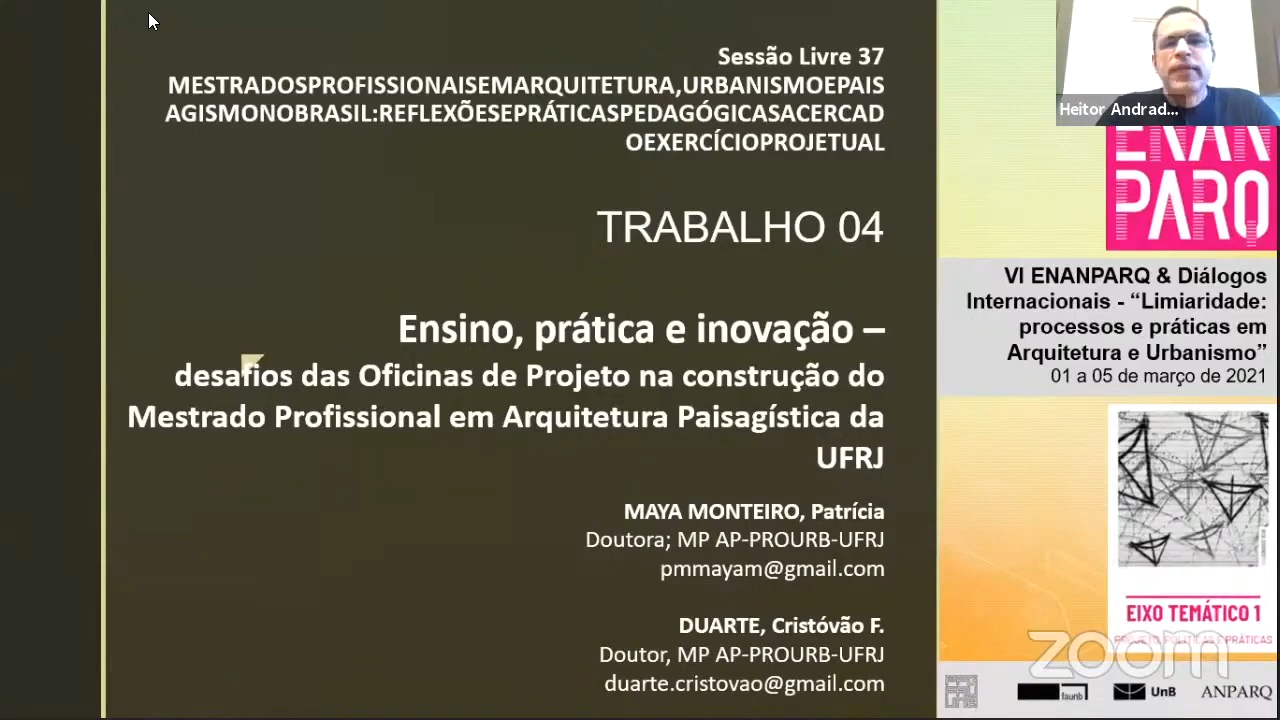 Sessão Livre 37
MESTRADOSPROFISSIONAISEMARQUITETURA,URBANISMOEPAIS
AGISMONOBRASIL:REFLEXÕESEPRÁTICASPEDAGÓGICASACERCAD
OEXERCÍCIOPROJETUAL
TRABALHO 04
Ensino, prática e inovação –
desafios das Oficinas de Projeto na construção do
Mestrado Profissional em Arquitetura Paisagística da
UFRJ
MAYA MONTEIRO, Patrícia
Doutora; MP AP-PROURB-UFRJ
pmmayam@gmail.com
DUARTE, Cristóvão F.
Doutor, MP AP-PROURB-UFRJ
duarte.cristovao@gmail.com
Heitor Andrad...
ENAN
PARQ
VI ENANPARQ & Diálogos
Internacionais - “Limiaridade:
processos e práticas em
Arquitetura e Urbanismo”
01 a 05 de março de 2021
EIXO TEMÁTICO 1
PROJETO, POLÍTICAS E PRÁTICAS
zoom
faunb
UnB
ANPARQ